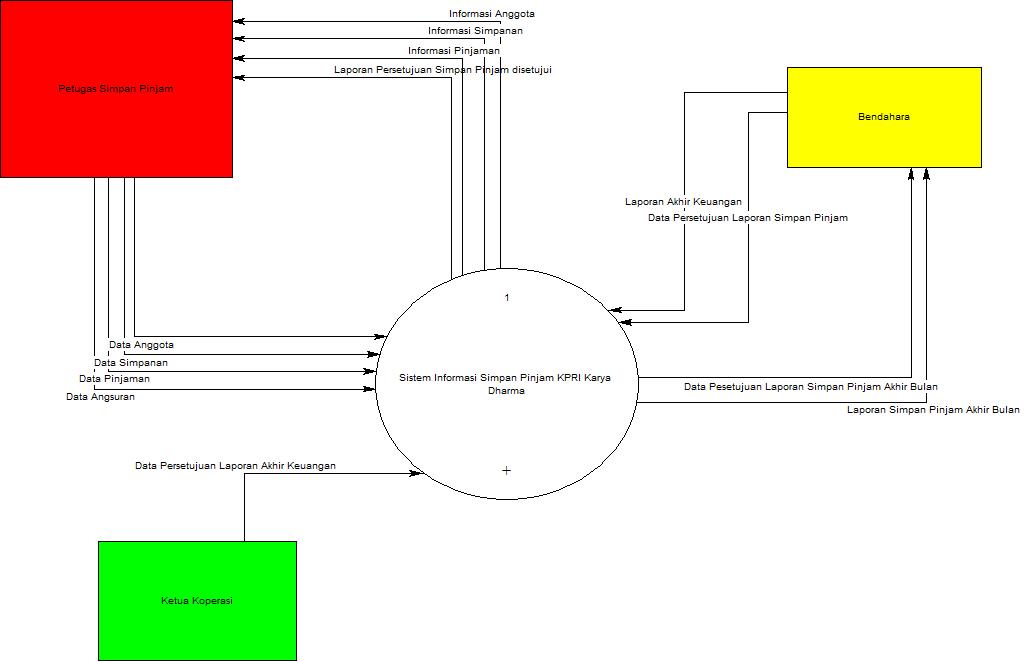 Informasi Anggota
Informasi Simpanan
Informasi Pinjaman
Laporan Persetujuan Simpan Pinjam disetujui
Petugas Simpan Pinjam
Bendahara
Laporan Akhir Keuangan
Data Persetujuan Laporan Simpan Pinjam
1
Data Anggota
Data Simpanan
Data Pinjaman
Data Angsuran
Sistem Informasi Simpan Pinjam KPRI Karya
Dharma
Data Pesetujuan Laporan Simpan Pinjam Akhir Bulan
Laporan Simpan Pinjam Akhir Bulan
Data Persetujuan Laporan Akhir Keuangan
+
Ketua Koperasi